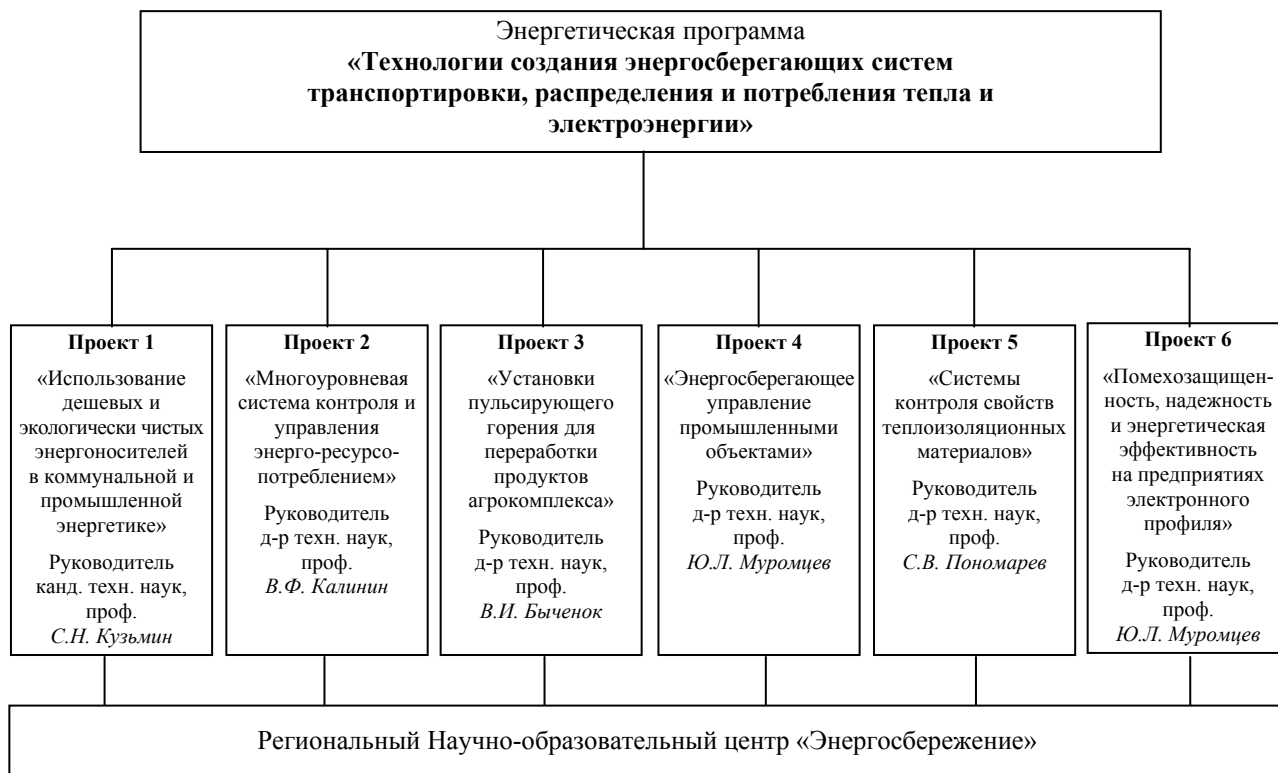 Энергетическая программа
«Технологии создания энергосберегающих систем
транспортировки, распределения и потребления тепла и
электроэнергии»
Проект 1
«Использование
дешевых и
экологически чистых
энергоносителей
в коммунальной и
промышленной
энергетике»
Руководитель
канд. техн. наук,
проф.
С.Н. Кузьмин
Проект 2
«Многоуровневая
система контроля и
управления
энерго-ресурсо-
потреблением»
Руководитель
д-р техн. наук,
проф.
В.Ф. Калинин
Проект 3
«Установки
пульсирующего
горения для
переработки
продуктов
агрокомплекса»
Руководитель
д-р техн. наук,
проф.
В.И. Быченок
Проект 4
«Энергосберегающее
управление
промышленными
объектами»
Руководитель
д-р техн. наук,
проф.
Ю.Л. Муромцев
Проект 5
«Системы
контроля свойств
теплоизоляционных
материалов»
Руководитель
д-р техн. наук,
проф.
С.В. Пономарев
Проект 6
«Помехозащищен-
ность, надежность
и энергетическая
эффективность
на предприятиях
электронного
профиля»
Руководитель
д-р техн. наук,
проф.
Ю.Л. Муромцев
Региональный Научно-образовательный центр «Энергосбережение»